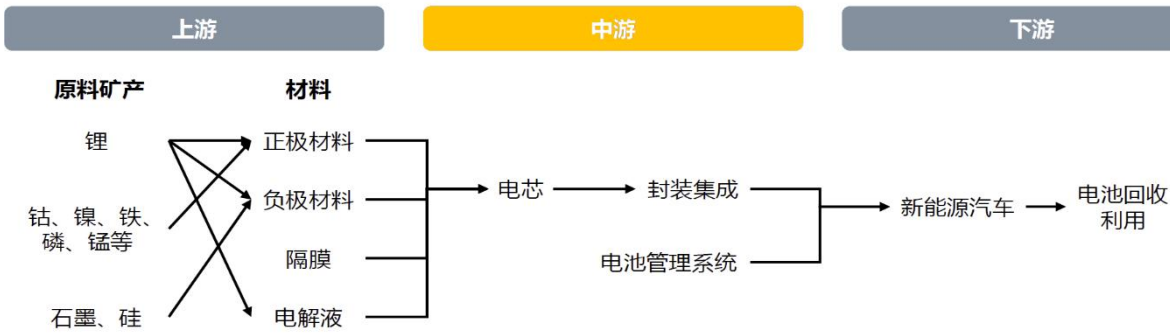 上游
中游
下游
原料矿产
材料
锂
正极材料
钴、镍、铁、
磷、锰等
负极材料
隔膜
石墨、硅
电解液
电芯
封装集成
电池管理系统
新能源汽车
电池回收
利用